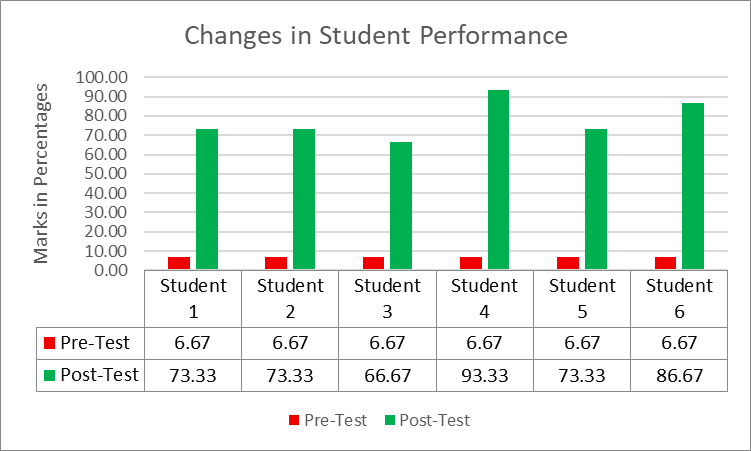 Changes in Student Performance
Marks in Percentages
100.00
90.00
80.00
70.00
60.00
50.00
40.00
30.00
20.00
10.00
0.00
Student 1 Student 2 Student 3 Student 4 Student 5 Student 6
Pre-Test 6.67 6.67 6.67 6.67 6.67 6.67
Post-Test 73.33 73.33 66.67 93.33 73.33 86.67
Pre-Test Post-Test